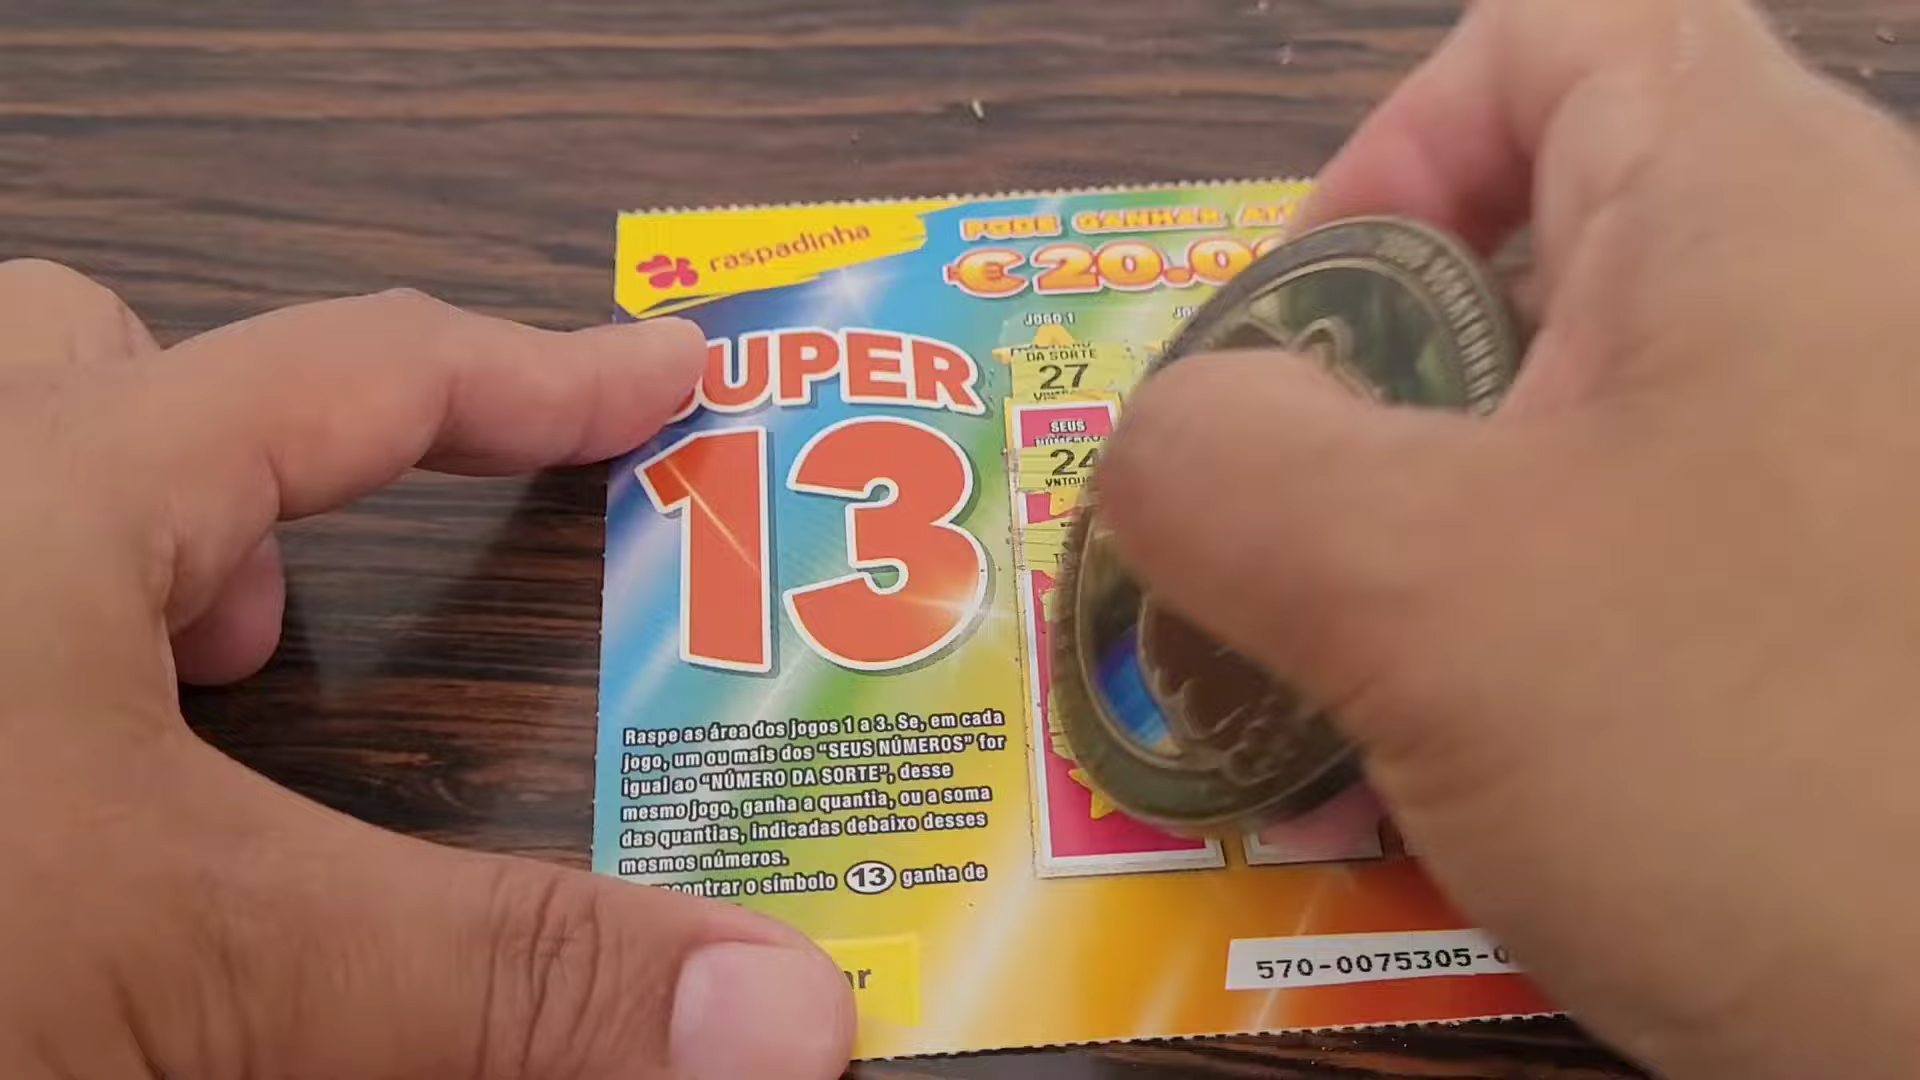 raspadinha
PODE GANHAR ATÉ
€20.0
JOGO 1
DA SORTE
27
SUPER
13
SEUS
NÚMEROS
24
Raspe as área dos jogos 1 a 3. Se, em cada
jogo, um ou mais dos "SEUS NÚMEROS" for
igual ao "NÚMERO DA SORTE", desse
mesmo jogo, ganha a quantia, ou a soma
das quantias, indicadas debaixo desses
mesmos números.
contrar o símbolo 13 ganha de
570-0075305-0